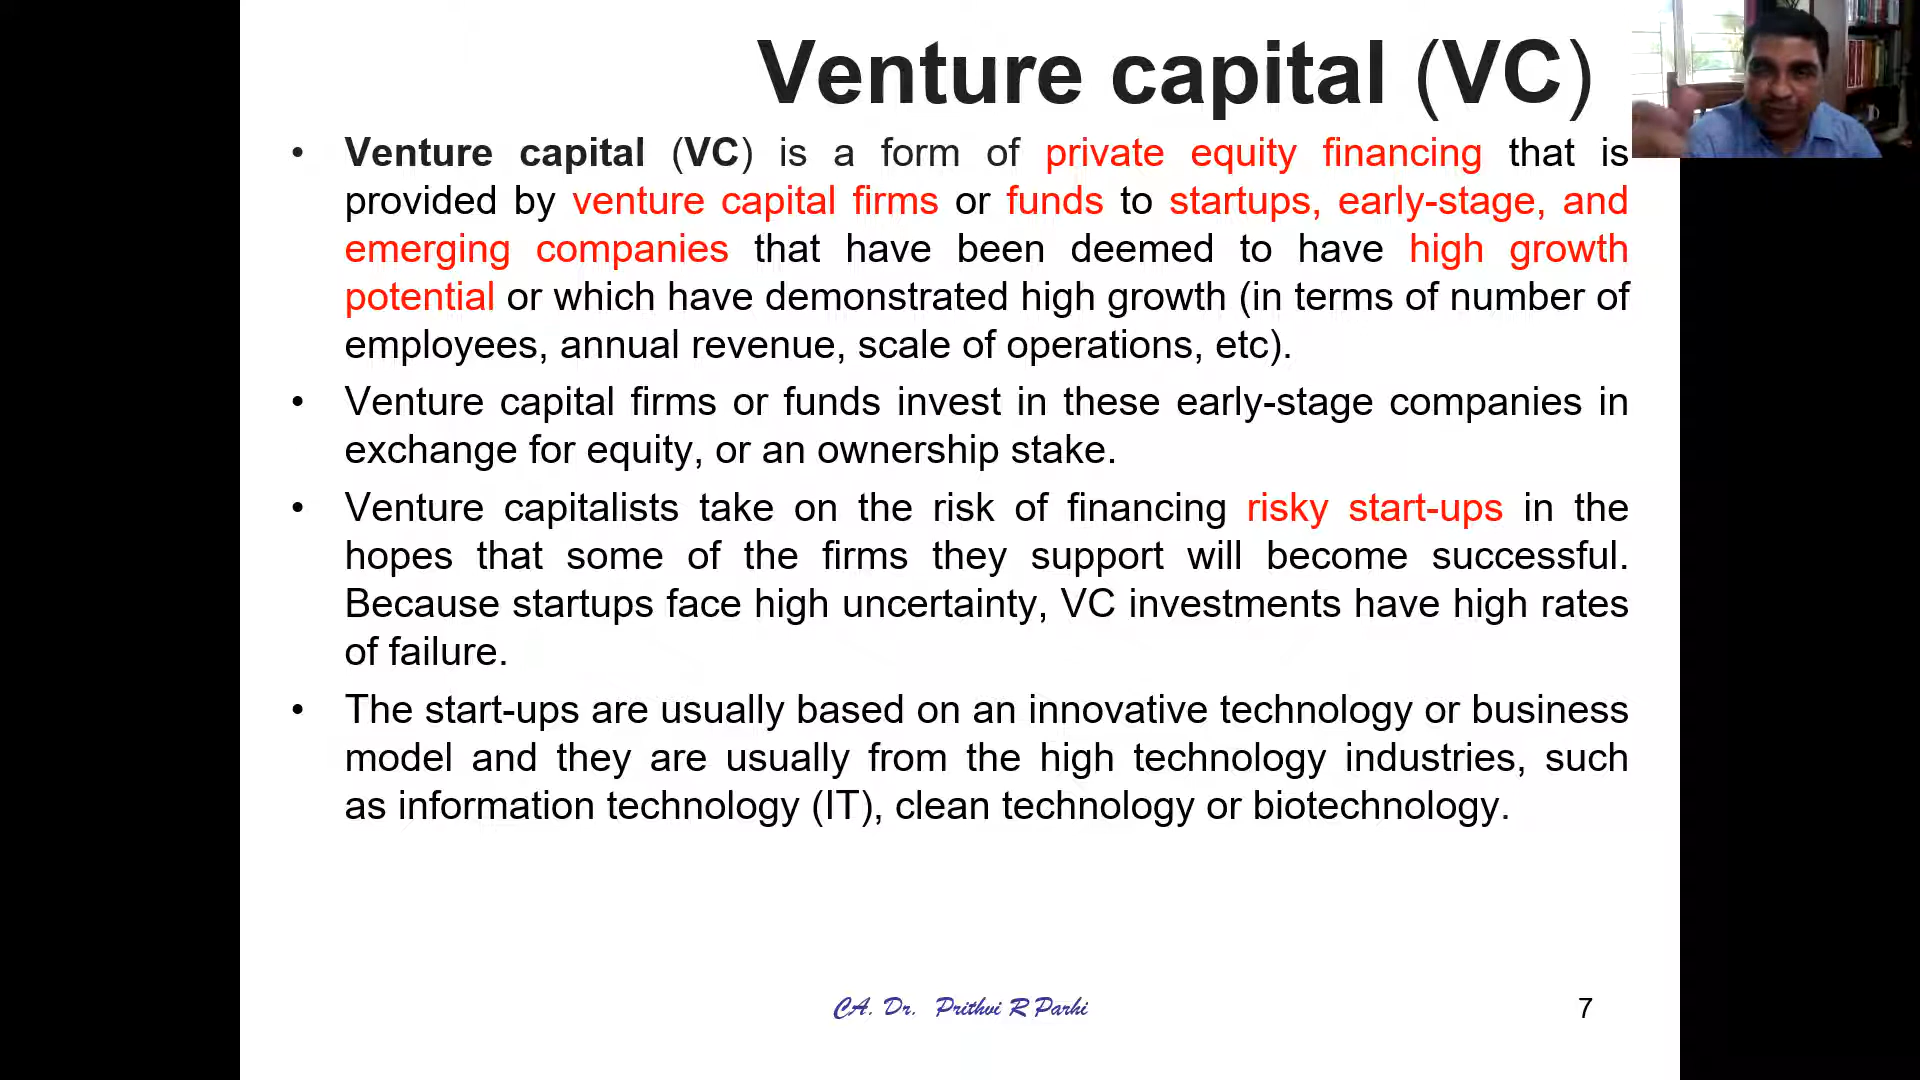 Venture capital (VC)
• Venture capital (VC) is a form of private equity financing that is
provided by venture capital firms or funds to startups, early-stage, and
emerging companies that have been deemed to have high growth
potential or which have demonstrated high growth (in terms of number of
employees, annual revenue, scale of operations, etc).
• Venture capital firms or funds invest in these early-stage companies in
exchange for equity, or an ownership stake.
• Venture capitalists take on the risk of financing risky start-ups in the
hopes that some of the firms they support will become successful.
Because startups face high uncertainty, VC investments have high rates
of failure.
• The start-ups are usually based on an innovative technology or business
model and they are usually from the high technology industries, such
as information technology (IT), clean technology or biotechnology.
CA. Dr. Prithvi R Parhi
7